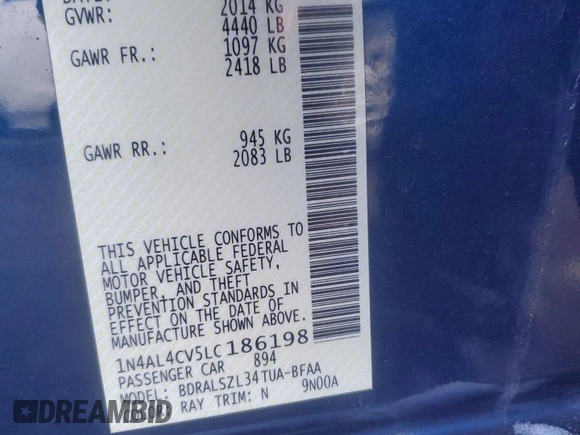 GVWR: 2014 KG
4440 LB
GAWR FR.: 1097 KG
2418 LB
GAWR RR.: 945 KG
2083 LB
THIS VEHICLE CONFORMS TO
ALL APPLICABLE FEDERAL
MOTOR VEHICLE SAFETY,
BUMPER, AND THEFT
PREVENTION STANDARDS IN
EFFECT ON THE DATE OF
MANUFACTURE SHOWN ABOVE.
1N4AL4CV5LC186198
PASSENGER CAR 894
MODEL: BDRALSZL34TUA-BFAA
COLOR: RAY TRIM: N 9N00A
DREAMBID